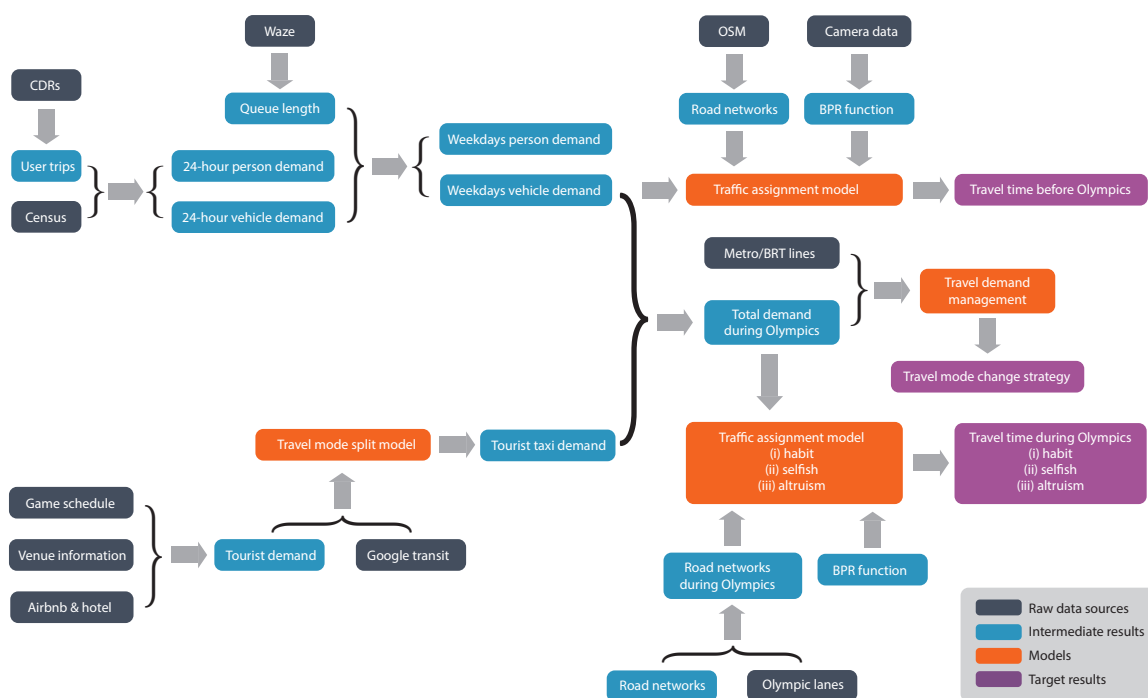 Waze
OSM
Camera data
CDRs
Queue length
Road networks
BPR function
Weekdays person demand
User trips
24-hour person demand
Weekdays vehicle demand
Traffic assignment model
Travel time before Olympics
Census
24-hour vehicle demand
Metro/BRT lines
Travel demand
management
Total demand
during Olympics
Travel mode change strategy
Travel mode split model
Tourist taxi demand
Traffic assignment model
(i) habit
(ii) selfish
(iii) altruism
Travel time during Olympics
(i) habit
(ii) selfish
(iii) altruism
Game schedule
Venue information
Tourist demand
Google transit
Airbnb & hotel
Road networks
during Olympics
BPR function
Road networks
Olympic lanes
Raw data sources
Intermediate results
Models
Target results